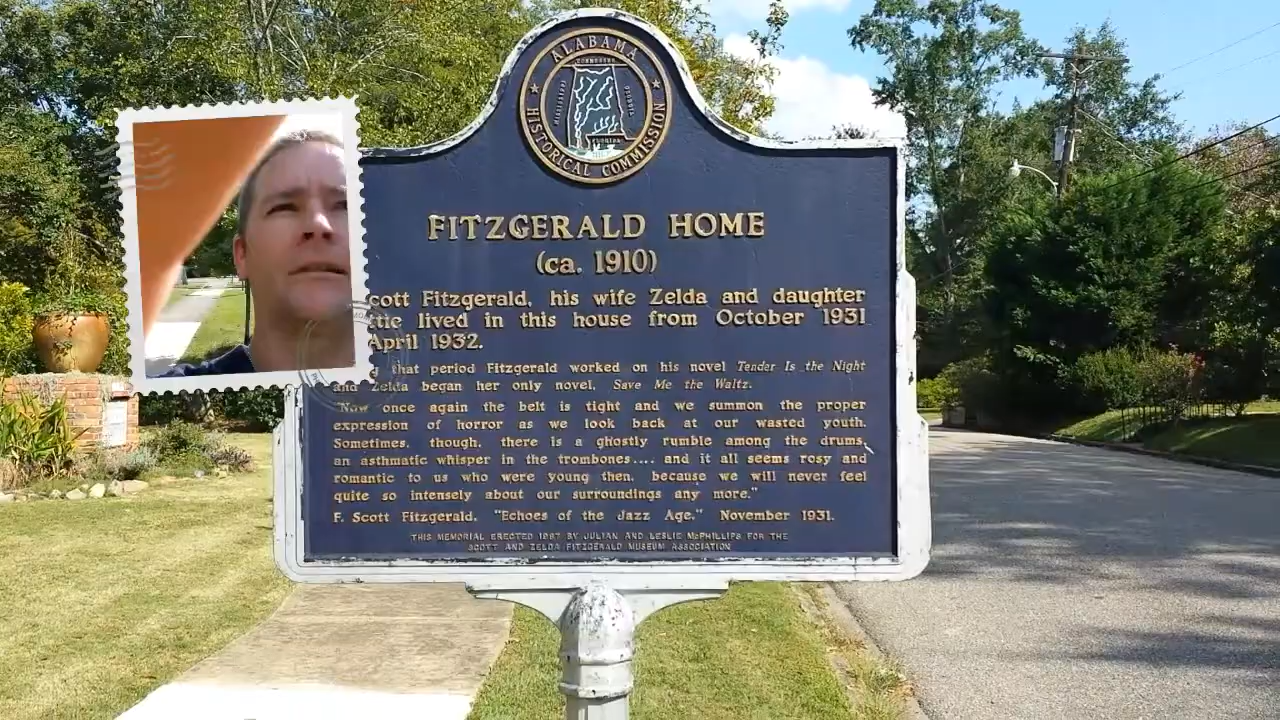 ALABAMA
HISTORICAL COMMISSION
TENNESSEE
MISSISSIPPI
GEORGIA
FLORIDA
FITZGERALD HOME
(ca. 1910)
cott Fitzgerald, his wife Zelda and daughter
tie lived in this house from October 1931
April 1932.
that period Fitzgerald worked on his novel Tender Is the Night
and Zelda began her only novel, Save Me the Waltz.
"Now once again the belt is tight and we summon the proper
expression of horror as we look back at our wasted youth.
Sometimes, though, there is a ghostly rumble among the drums,
an asthmatic whisper in the trombones.... and it all seems rosy and
romantic to us who were young then, because we will never feel
quite so intensely about our surroundings any more."
F. Scott Fitzgerald, "Echoes of the Jazz Age," November 1931.
THIS MEMORIAL ERECTED 1987 BY JULIAN AND LESLIE McPHILLIPS FOR THE
SCOTT AND ZELDA FITZGERALD MUSEUM ASSOCIATION